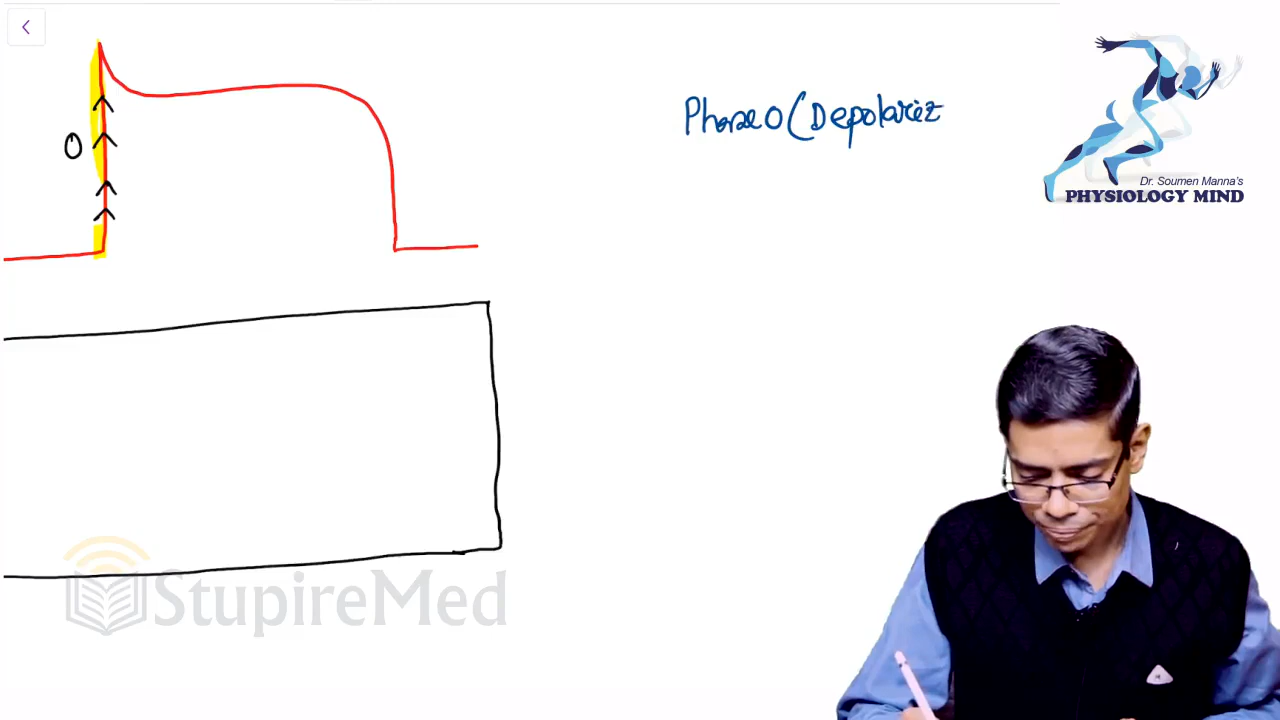 0
Phase 0 (Depolariz
Dr. Soumen Manna's
PHYSIOLOGY MIND
StupireMed